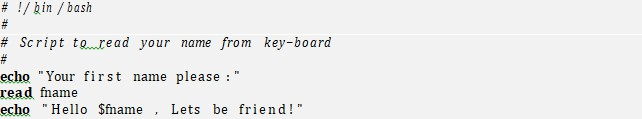 # !/ bin / bash
#
# Script to read your name from key-board
#
echo "Your first name please : "
read fname
echo "Hello $fname , Lets be friend!"